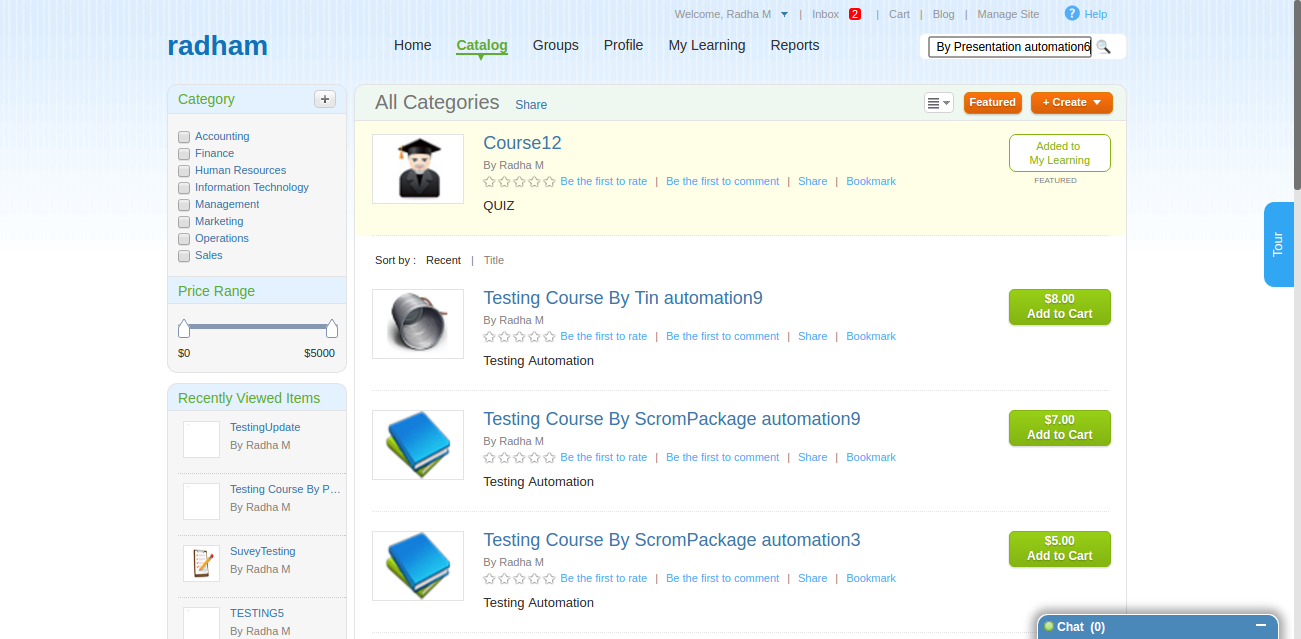 Welcome, Radha M | Inbox 2 | Cart | Blog | Manage Site ? Help
radham
Home Catalog Groups Profile My Learning Reports
By Presentation automation6
Category +
Accounting
Finance
Human Resources
Information Technology
Management
Marketing
Operations
Sales
Price Range
$0 $5000
Recently Viewed Items
TestingUpdate
By Radha M
Testing Course By P...
By Radha M
SuveyTesting
By Radha M
TESTING5
By Radha M
All Categories Share
Featured + Create
Course12
By Radha M
Be the first to rate | Be the first to comment | Share | Bookmark
QUIZ
Added to
My Learning
FEATURED
Sort by : Recent | Title
Testing Course By Tin automation9
By Radha M
Be the first to rate | Be the first to comment | Share | Bookmark
Testing Automation
$8.00
Add to Cart
Testing Course By ScromPackage automation9
By Radha M
Be the first to rate | Be the first to comment | Share | Bookmark
Testing Automation
$7.00
Add to Cart
Testing Course By ScromPackage automation3
By Radha M
Be the first to rate | Be the first to comment | Share | Bookmark
Testing Automation
$5.00
Add to Cart
Tour
Chat (0)